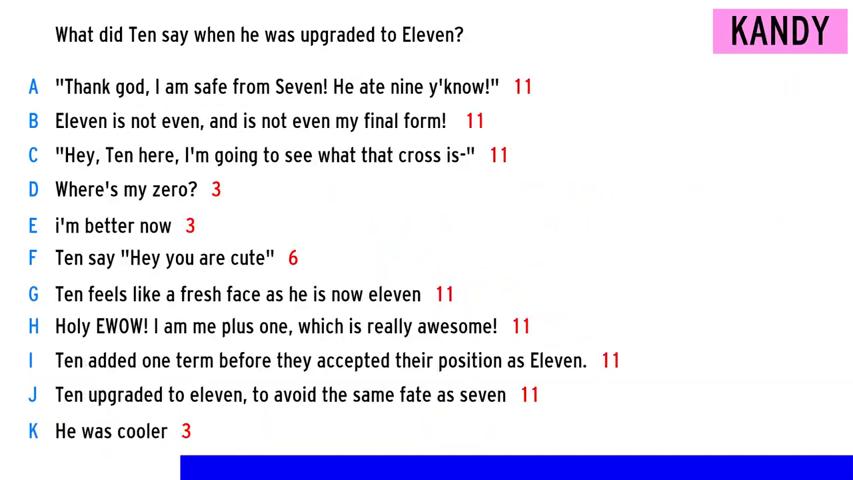 What did Ten say when he was upgraded to Eleven?
KANDY
A "Thank god, I am safe from Seven! He ate nine y'know!" 11
B Eleven is not even, and is not even my final form! 11
C "Hey, Ten here, I'm going to see what that cross is-" 11
D Where's my zero? 3
E i'm better now 3
F Ten say "Hey you are cute" 6
G Ten feels like a fresh face as he is now eleven 11
H Holy EWOW! I am me plus one, which is really awesome! 11
I Ten added one term before they accepted their position as Eleven. 11
J Ten upgraded to eleven, to avoid the same fate as seven 11
K He was cooler 3